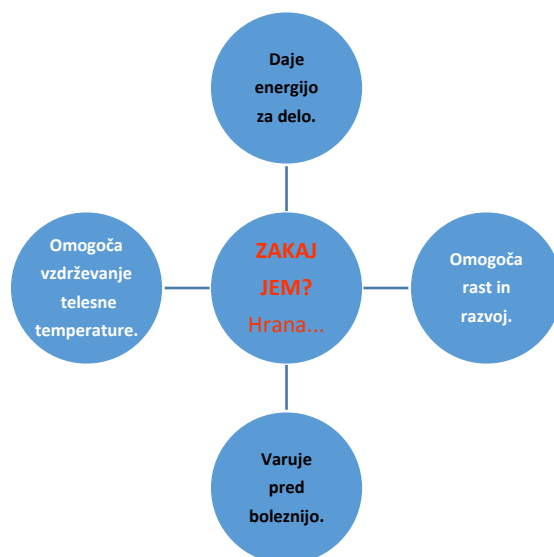 Daje
energijo
za delo.
Omogoča
vzdrževanje
telesne
temperature.
ZAKAJ
JEM?
Hrana...
Omogoča
rast in
razvoj.
Varuje
pred
boleznijo.